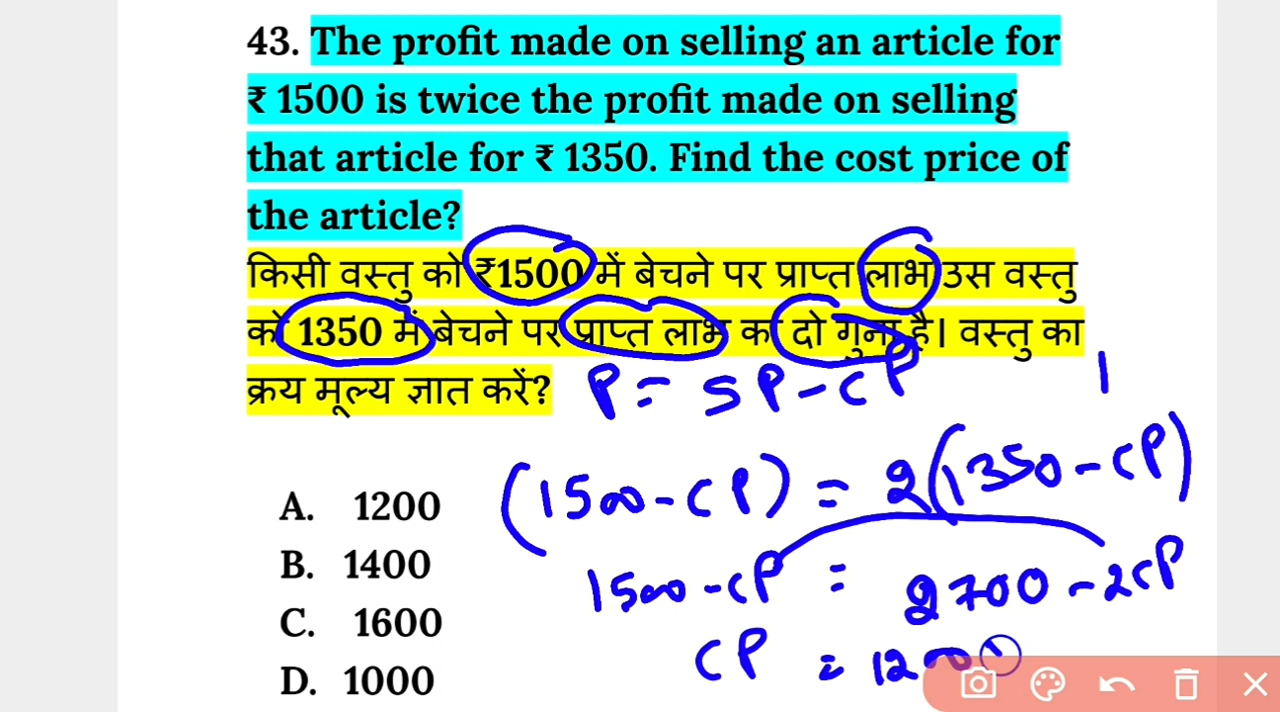 43. The profit made on selling an article for
₹ 1500 is twice the profit made on selling
that article for ₹ 1350. Find the cost price of
the article?
किसी वस्तु को ₹1500 में बेचने पर प्राप्त लाभ उस वस्तु
को 1350 में बेचने पर प्राप्त लाभ का दो गुना है। वस्तु का
क्रय मूल्य ज्ञात करें?
P = SP - CP
(1500 - CP) = 2(1350 - CP)
A. 1200
1500 - CP = 2700 - 2CP
B. 1400
C. 1600
CP = 1200
D. 1000